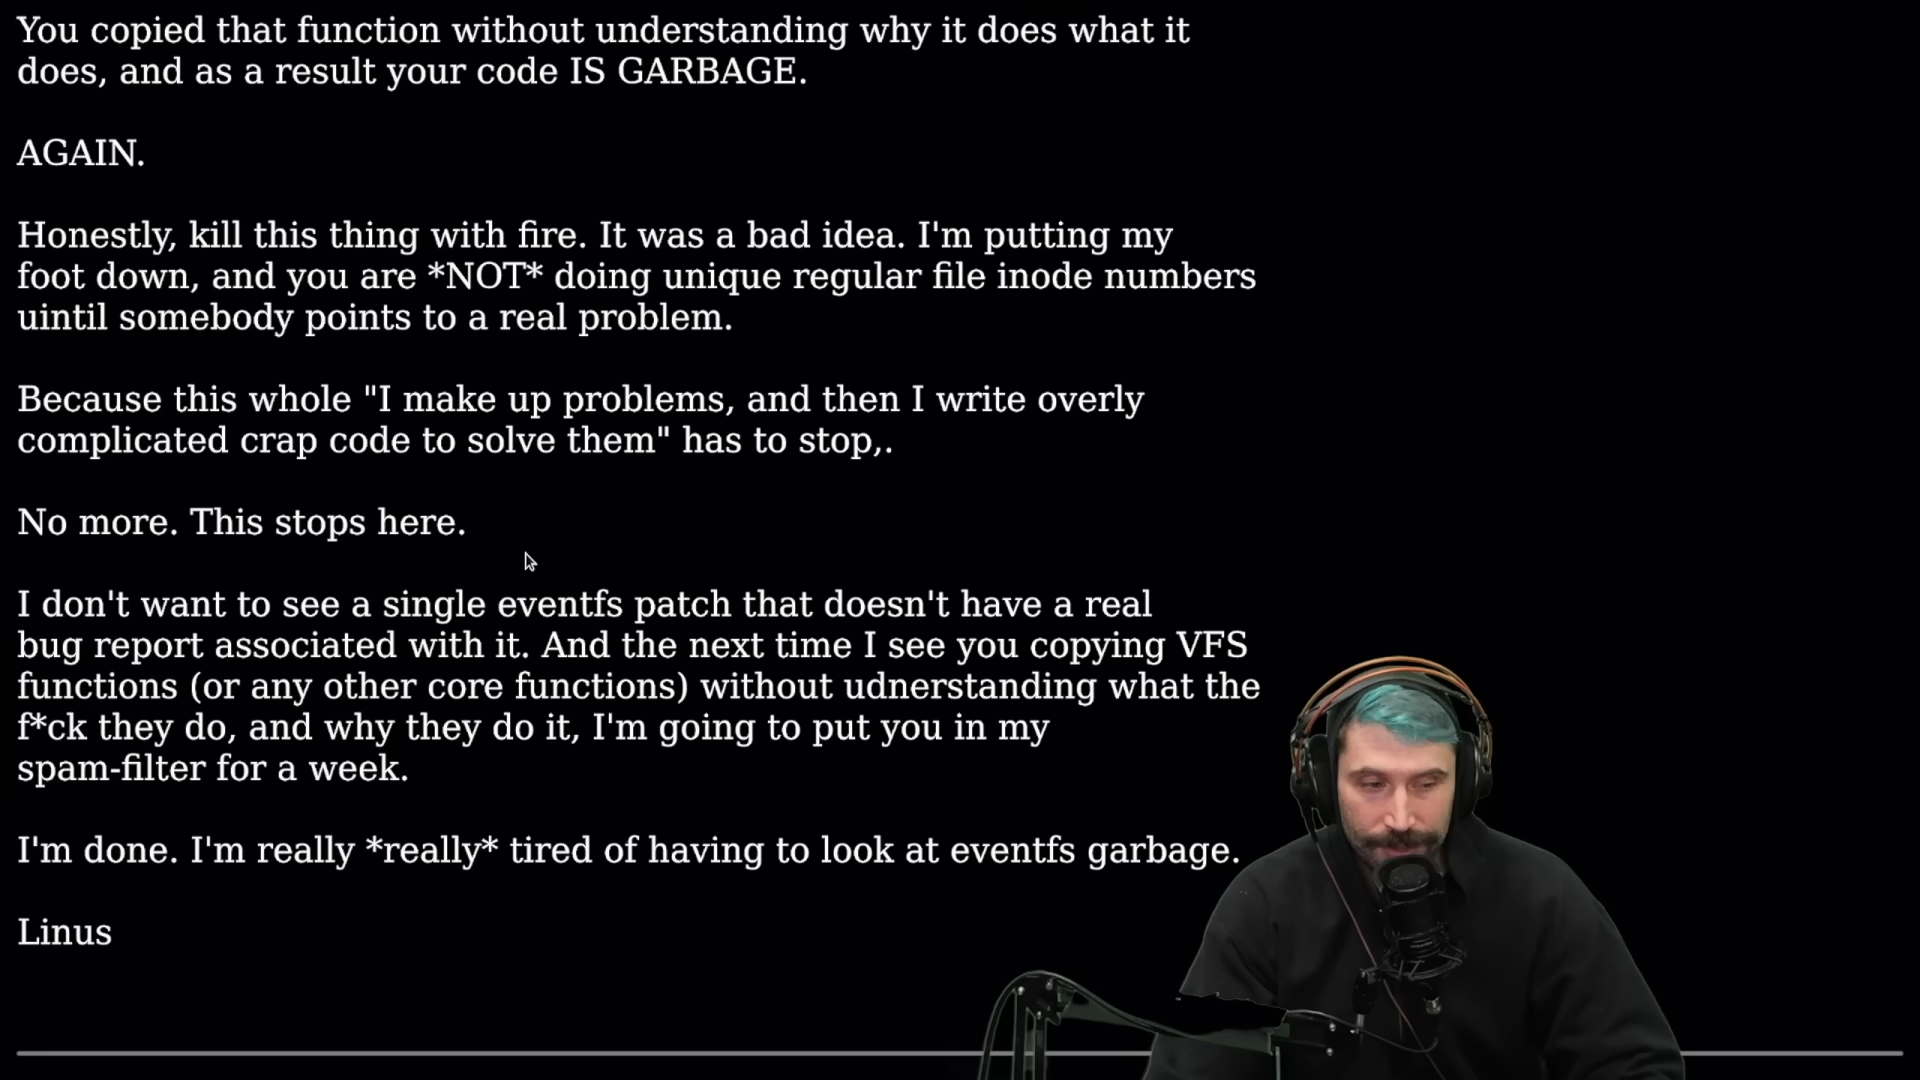 You copied that function without understanding why it does what it
does, and as a result your code IS GARBAGE.
AGAIN.
Honestly, kill this thing with fire. It was a bad idea. I'm putting my
foot down, and you are *NOT* doing unique regular file inode numbers
uintil somebody points to a real problem.
Because this whole "I make up problems, and then I write overly
complicated crap code to solve them" has to stop,.
No more. This stops here.
I don't want to see a single eventfs patch that doesn't have a real
bug report associated with it. And the next time I see you copying VFS
functions (or any other core functions) without udnerstanding what the
f*ck they do, and why they do it, I'm going to put you in my
spam-filter for a week.
I'm done. I'm really *really* tired of having to look at eventfs garbage.
Linus